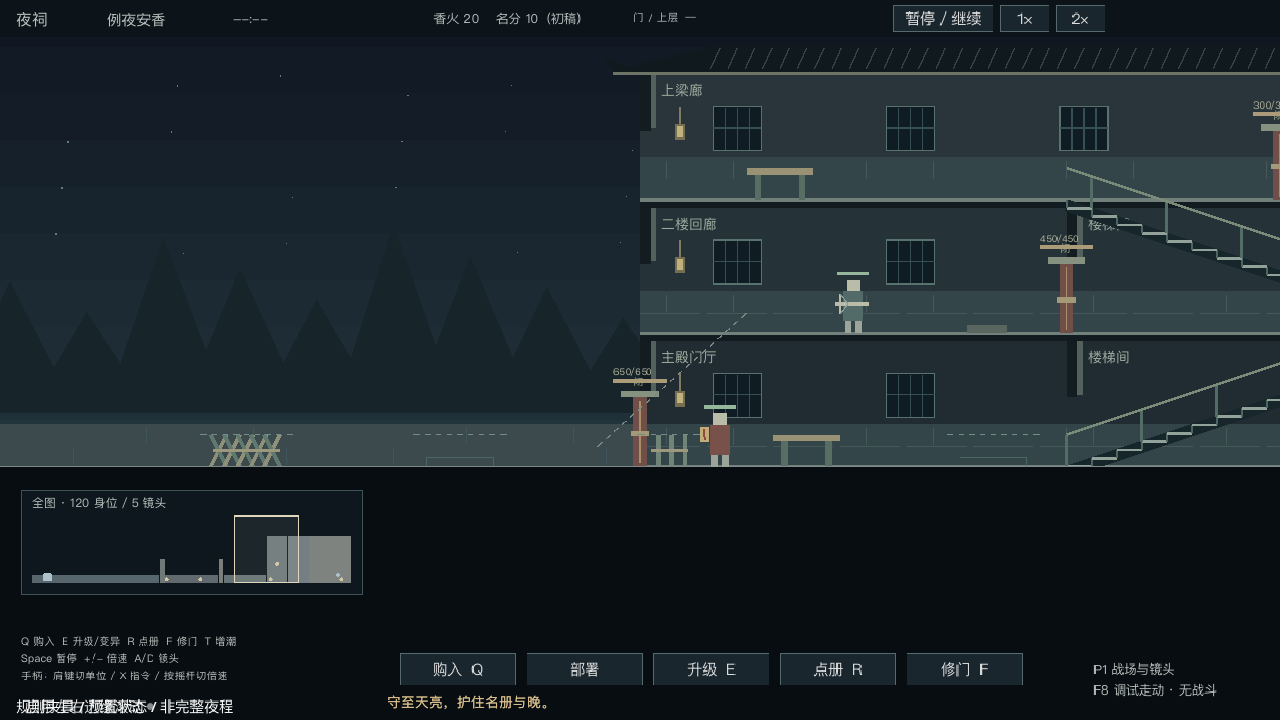 夜祠 例夜安香 --:-- 香火 20 名分 10 (初稿) 门 / 上层 — 暂停 / 继续 1× 2×
上梁廊
二楼回廊
450/450
主殿门厅 楼梯间
650/650
全图 · 120 身位 / 5 镜头
Q 购入 E 升级/变异 R 点册 F 修门 T 增潮
Space 暂停 +/− 倍速 A/D 镜头
手柄: 肩键切单位 / X 指令 / 按摇杆切倍速
购入 Q 部署 升级 E 点册 R 修门 F
P1 战场与镜头
F8 调试走动 · 无战斗
守至天亮，护住名册与晚。
/ 非完整夜程